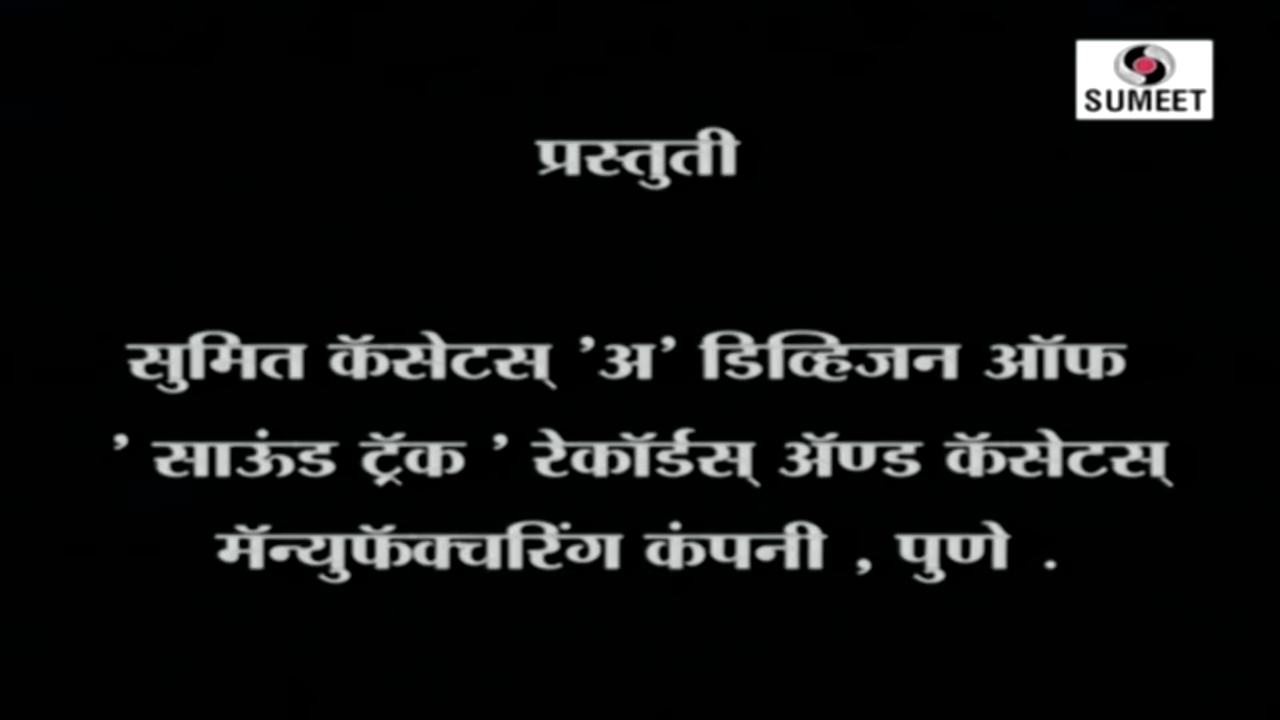 SUMEET
प्रस्तुती
सुमित कॅसेटस् 'अ' डिव्हिजन ऑफ
' साऊंड ट्रॅक ' रेकॉर्डस् ॲण्ड कॅसेटस्
मॅन्युफॅक्चरिंग कंपनी , पुणे .